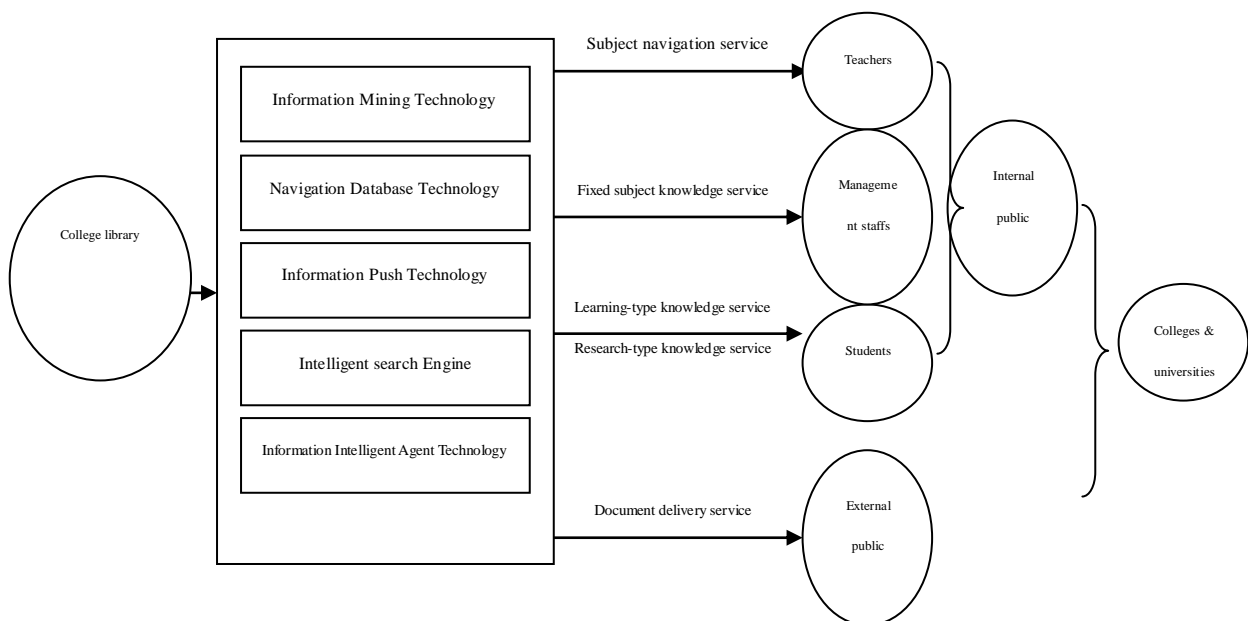 College library
Information Mining Technology
Navigation Database Technology
Information Push Technology
Intelligent search Engine
Information Intelligent Agent Technology
Subject navigation service
Fixed subject knowledge service
Learning-type knowledge service
Research-type knowledge service
Document delivery service
Teachers
Manageme
nt staffs
Students
External
public
Internal
public
Colleges &
universities